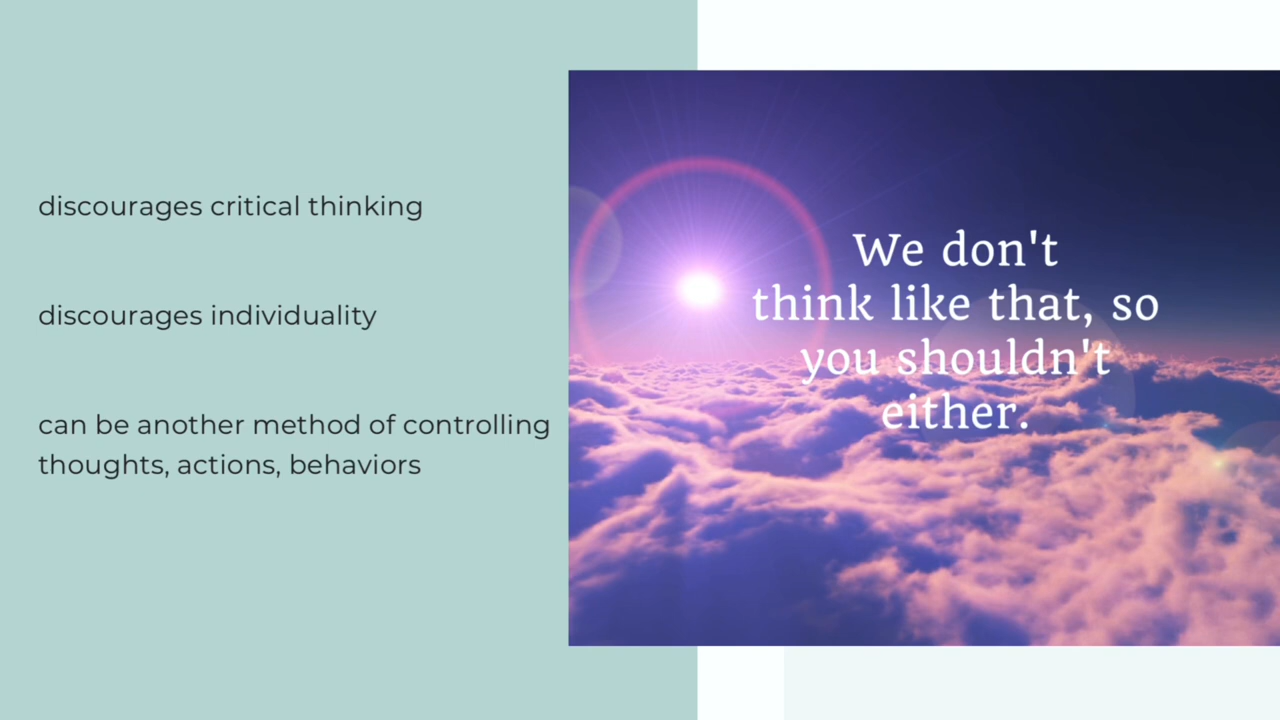 discourages critical thinking
discourages individuality
can be another method of controlling
thoughts, actions, behaviors
We don't
think like that, so
you shouldn't
either.